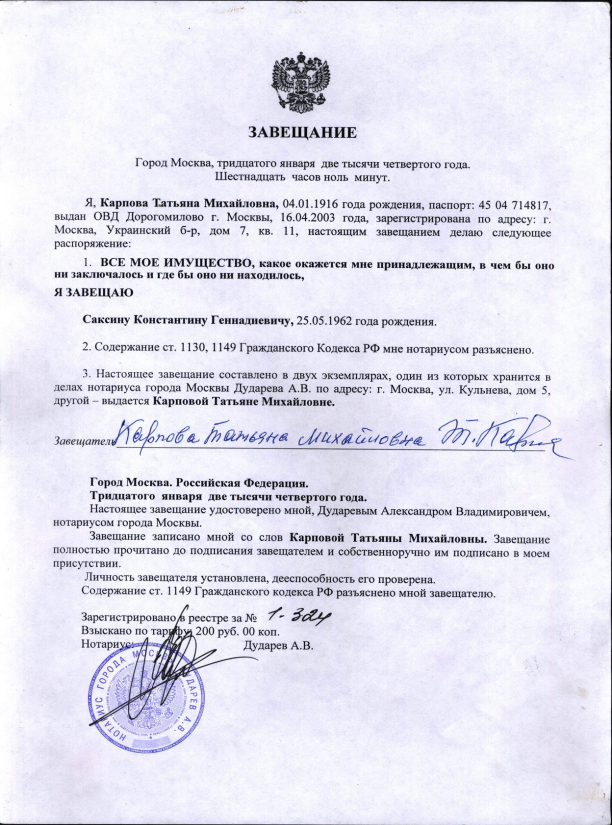 ЗАВЕЩАНИЕ
Город Москва, тридцатого января две тысячи четвертого года.
Шестнадцать часов ноль минут.
Я, Карпова Татьяна Михайловна, 04.01.1916 года рождения, паспорт: 45 04 714817,
выдан ОВД Дорогомилово г. Москвы, 16.04.2003 года, зарегистрирована по адресу: г.
Москва, Украинский б-р, дом 7, кв. 11, настоящим завещанием делаю следующее
распоряжение:
1. ВСЕ МОЕ ИМУЩЕСТВО, какое окажется мне принадлежащим, в чем бы оно
ни заключалось и где бы оно ни находилось,
Я ЗАВЕЩАЮ
Саксину Константину Геннадиевичу, 25.05.1962 года рождения.
2. Содержание ст. 1130, 1149 Гражданского Кодекса РФ мне нотариусом разъяснено.
3. Настоящее завещание составлено в двух экземплярах, один из которых хранится в
делах нотариуса города Москвы Дударева А.В. по адресу: г. Москва, ул. Кульнева, дом 5,
другой – выдается Карповой Татьяне Михайловне.
Завещатель Карпова Татьяна Михайловна Т. Карпова
Город Москва. Российская Федерация.
Тридцатого января две тысячи четвертого года.
Настоящее завещание удостоверено мной, Дударевым Александром Владимировичем,
нотариусом города Москвы.
Завещание записано мной со слов Карповой Татьяны Михайловны. Завещание
полностью прочитано до подписания завещателем и собственноручно им подписано в моем
присутствии.
Личность завещателя установлена, дееспособность его проверена.
Содержание ст. 1149 Гражданского кодекса РФ разъяснено мной завещателю.
Зарегистрировано в реестре за № 1-324
Взыскано по тарифу: 200 руб. 00 коп.
Нотариус: Дударев А.В.
НОТАРИУС ГОРОДА МОСКВЫ ДУДАРЕВ А.В.